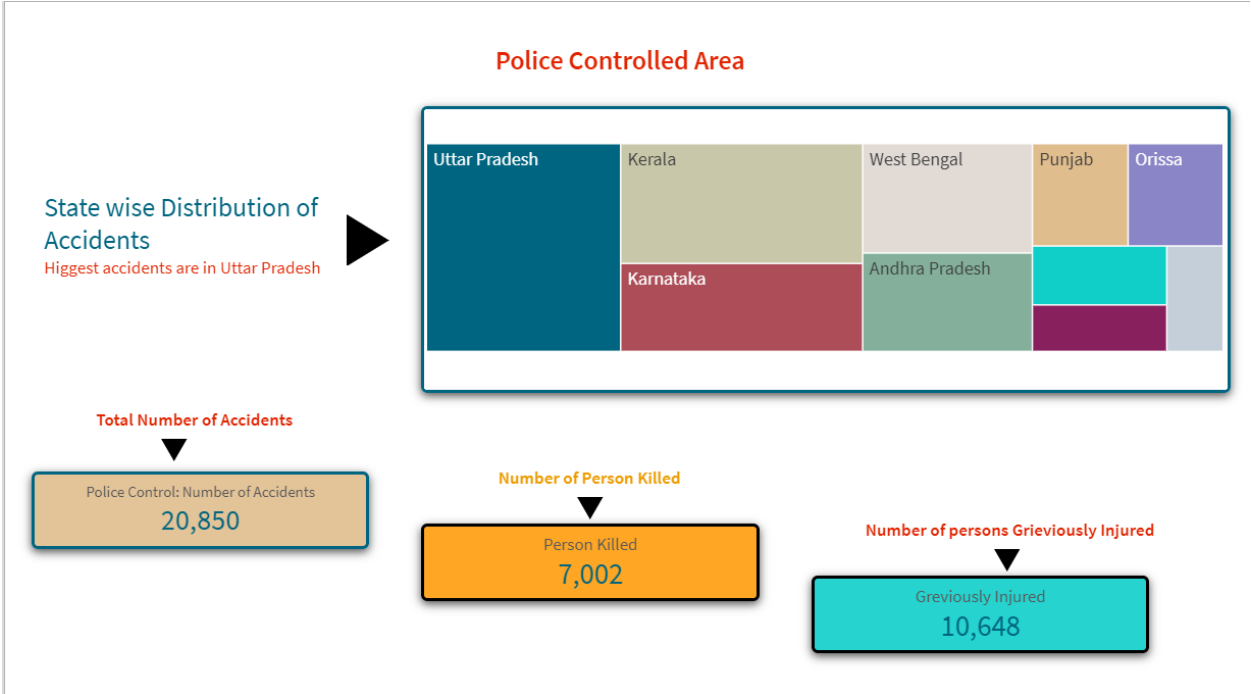 Police Controlled Area
Uttar Pradesh
Kerala
West Bengal
Punjab
Orissa
Karnataka
Andhra Pradesh
State wise Distribution of
Accidents
Higgest accidents are in Uttar Pradesh
Total Number of Accidents
Police Control: Number of Accidents
20,850
Number of Person Killed
Person Killed
7,002
Number of persons Grieviously Injured
Greviously Injured
10,648